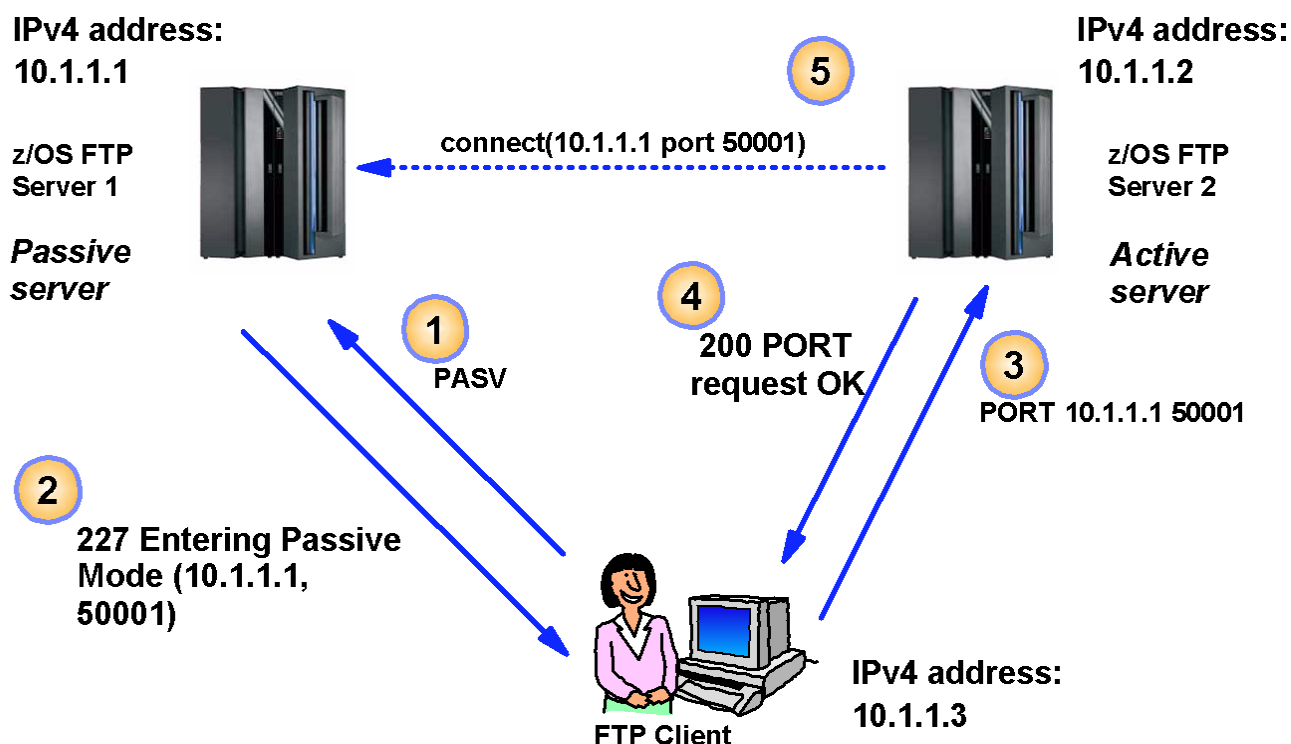 IPv4 address:
10.1.1.1
z/OS FTP
Server 1
Passive
server
5
connect(10.1.1.1 port 50001)
IPv4 address:
10.1.1.2
z/OS FTP
Server 2
Active
server
1
PASV
4
200 PORT
request OK
3
PORT 10.1.1.1 50001
2
227 Entering Passive
Mode (10.1.1.1,
50001)
FTP Client
IPv4 address:
10.1.1.3